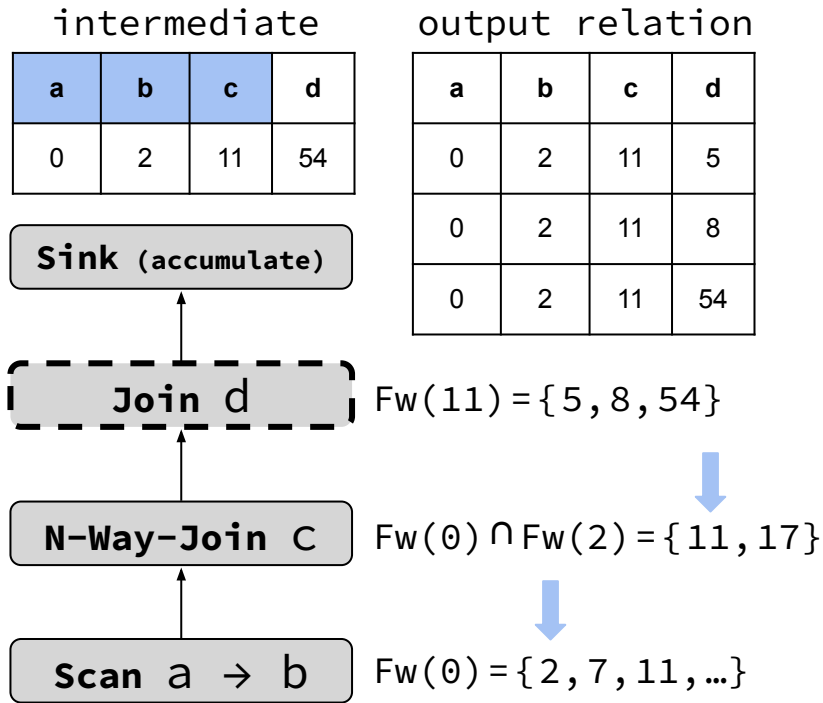 intermediate
a b c d
0 2 11 54
output relation
a b c d
0 2 11 5
0 2 11 8
0 2 11 54
Sink (accumulate)
Join d
Fw(11)={5,8,54}
N-Way-Join c
Fw(0)∩Fw(2)={11,17}
Scan a → b
Fw(0)={2,7,11,…}